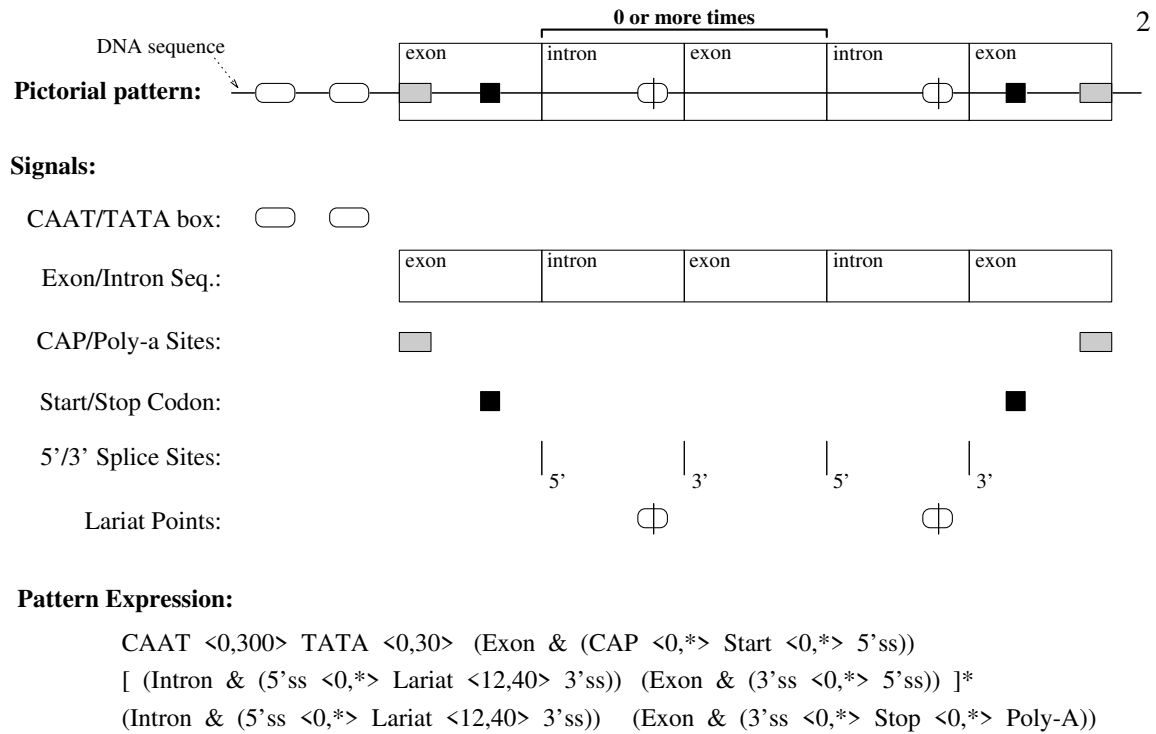 2
0 or more times
DNA sequence
exon intron exon intron exon
Pictorial pattern:
Signals:
CAAT/TATA box:
exon intron exon intron exon
Exon/Intron Seq.:
CAP/Poly-a Sites:
Start/Stop Codon:
5’/3’ Splice Sites:
5’ 3’ 5’ 3’
Lariat Points:
Pattern Expression:
CAAT <0,300> TATA <0,30> (Exon & (CAP <0,*> Start <0,*> 5’ss))
[ (Intron & (5’ss <0,*> Lariat <12,40> 3’ss)) (Exon & (3’ss <0,*> 5’ss)) ]*
(Intron & (5’ss <0,*> Lariat <12,40> 3’ss)) (Exon & (3’ss <0,*> Stop <0,*> Poly-A))